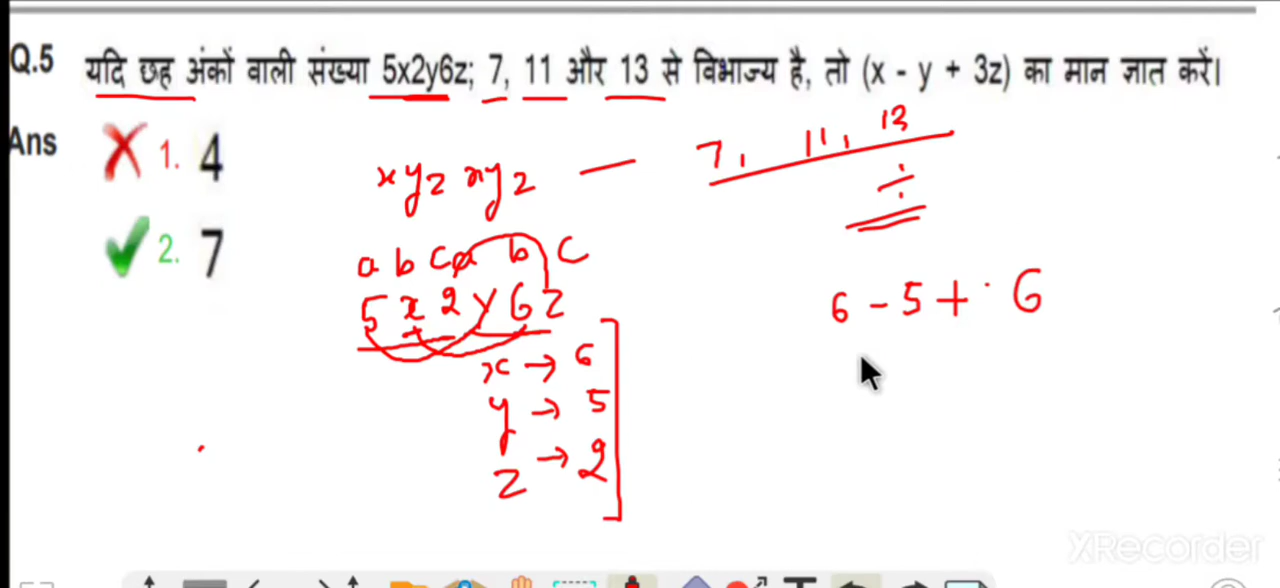 Q.5 यदि छह अंकों वाली संख्या 5x2y6z; 7, 11 और 13 से विभाज्य है, तो (x - y + 3z) का मान ज्ञात करें।
Ans
1. 4
2. 7
xyz xyz — 7, 11, 13
÷
a b c a b c
5 x 2 y 6 z
x → 6
y → 5
z → 2
6 - 5 + 6
XRecorder